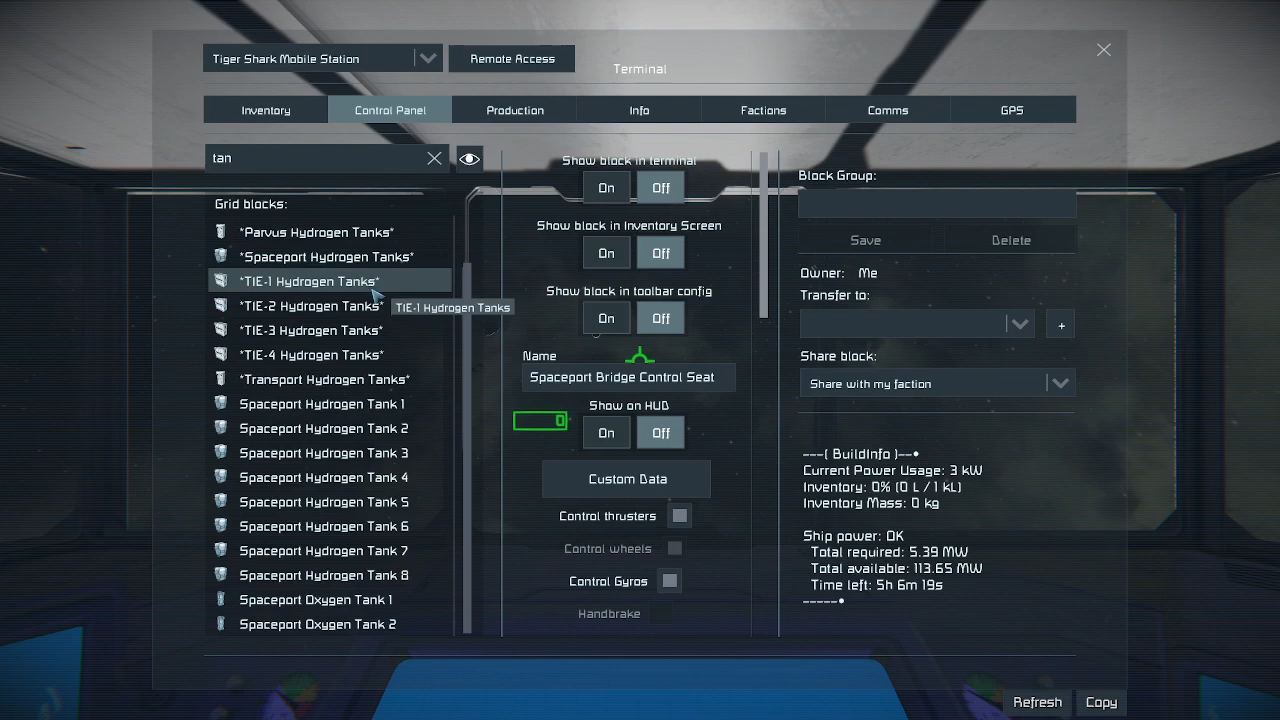 Tiger Shark Mobile Station
Remote Access
Terminal
Inventory
Control Panel
Production
Info
Factions
Comms
GPS
tan
Grid blocks:
*Parvus Hydrogen Tanks*
*Spaceport Hydrogen Tanks*
*TIE-1 Hydrogen Tanks*
*TIE-2 Hydrogen Tanks*
TIE-1 Hydrogen Tanks
*TIE-3 Hydrogen Tanks*
*TIE-4 Hydrogen Tanks*
*Transport Hydrogen Tanks*
Spaceport Hydrogen Tank 1
Spaceport Hydrogen Tank 2
Spaceport Hydrogen Tank 3
Spaceport Hydrogen Tank 4
Spaceport Hydrogen Tank 5
Spaceport Hydrogen Tank 6
Spaceport Hydrogen Tank 7
Spaceport Hydrogen Tank 8
Spaceport Oxygen Tank 1
Spaceport Oxygen Tank 2
Show block in terminal
On Off
Show block in Inventory Screen
On Off
Show block in toolbar config
On Off
Name
Spaceport Bridge Control Seat
Show on HUD
0
On Off
Custom Data
Control thrusters
Control wheels
Control Gyros
Handbrake
Block Group:
Save
Delete
Owner: Me
Transfer to:
+
Share block:
Share with my faction
---( BuildInfo )--•
Current Power Usage: 3 kW
Inventory: 0% (0 L / 1 kL)
Inventory Mass: 0 kg
Ship power: OK
Total required: 5.39 MW
Total available: 113.65 MW
Time left: 5h 6m 19s
-----•
Refresh
Copy